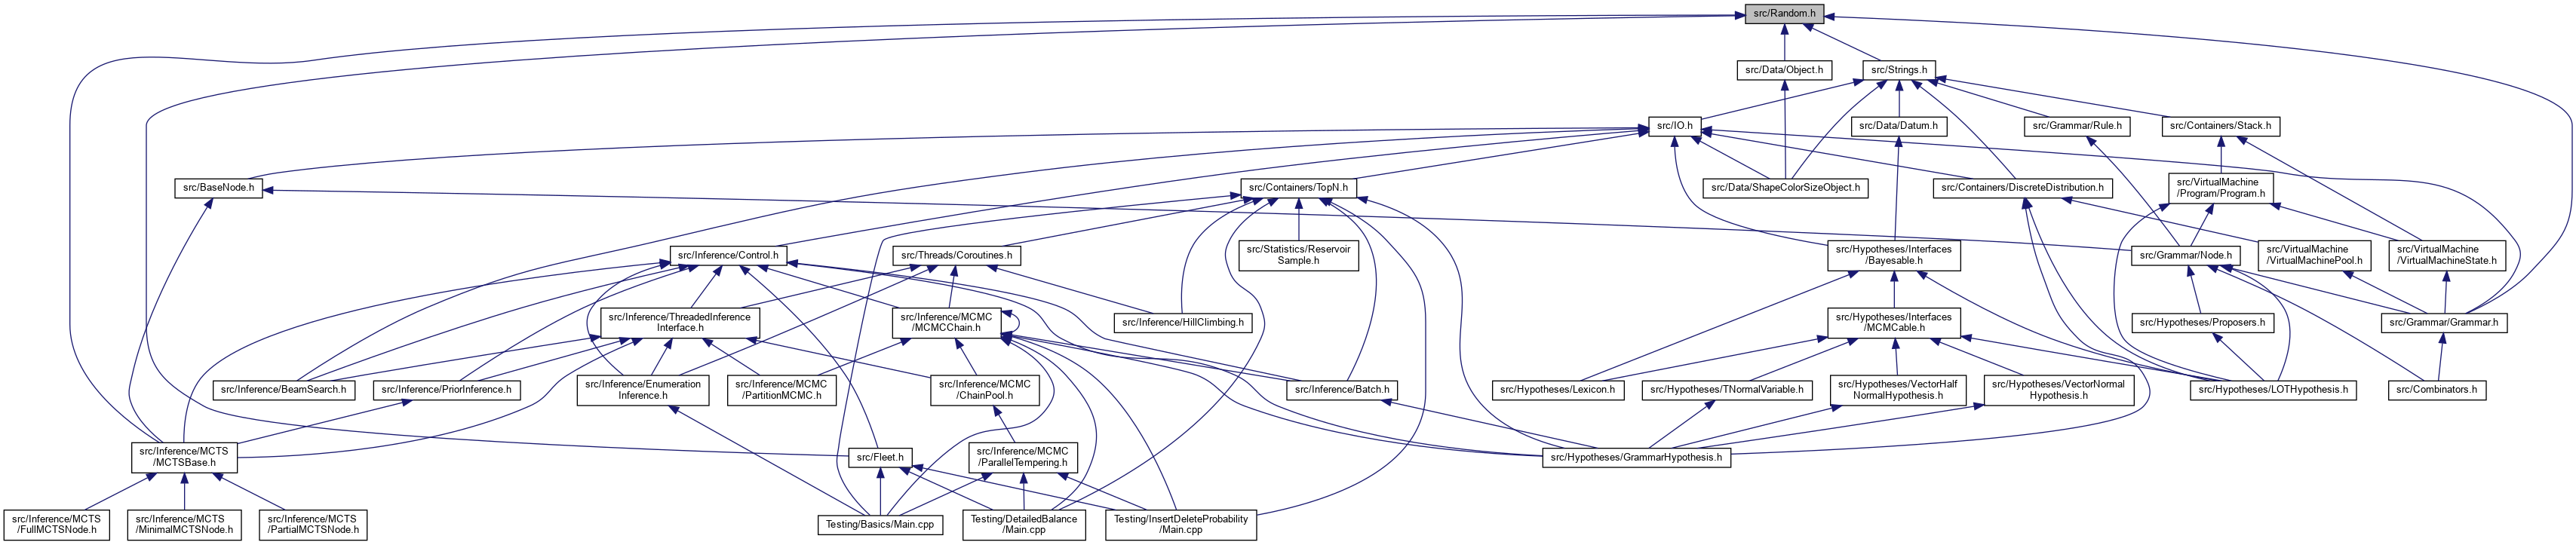 src/Random.h
src/Data/Object.h
src/Strings.h
src/IO.h
src/Data/Datum.h
src/Grammar/Rule.h
src/Containers/Stack.h
src/BaseNode.h
src/Containers/TopN.h
src/Data/ShapeColorSizeObject.h
src/Containers/DiscreteDistribution.h
src/VirtualMachine
/Program/Program.h
src/Inference/Control.h
src/Threads/Coroutines.h
src/Statistics/Reservoir
Sample.h
src/Hypotheses/Interfaces
/Bayesable.h
src/Grammar/Node.h
src/VirtualMachine
/VirtualMachinePool.h
src/VirtualMachine
/VirtualMachineState.h
src/Inference/ThreadedInference
Interface.h
src/Inference/MCMC
/MCMCChain.h
src/Inference/HillClimbing.h
src/Hypotheses/Interfaces
/MCMCable.h
src/Hypotheses/Proposers.h
src/Grammar/Grammar.h
src/Inference/BeamSearch.h
src/Inference/PriorInference.h
src/Inference/Enumeration
Inference.h
src/Inference/MCMC
/PartitionMCMC.h
src/Inference/MCMC
/ChainPool.h
src/Inference/Batch.h
src/Hypotheses/Lexicon.h
src/Hypotheses/TNormalVariable.h
src/Hypotheses/VectorHalf
NormalHypothesis.h
src/Hypotheses/VectorNormal
Hypothesis.h
src/Hypotheses/LOTHypothesis.h
src/Combinators.h
src/Inference/MCTS
/MCTSBase.h
src/Fleet.h
src/Inference/MCMC
/ParallelTempering.h
src/Hypotheses/GrammarHypothesis.h
src/Inference/MCTS
/FullMCTSNode.h
src/Inference/MCTS
/MinimalMCTSNode.h
src/Inference/MCTS
/PartialMCTSNode.h
Testing/Basics/Main.cpp
Testing/DetailedBalance
/Main.cpp
Testing/InsertDeleteProbability
/Main.cpp